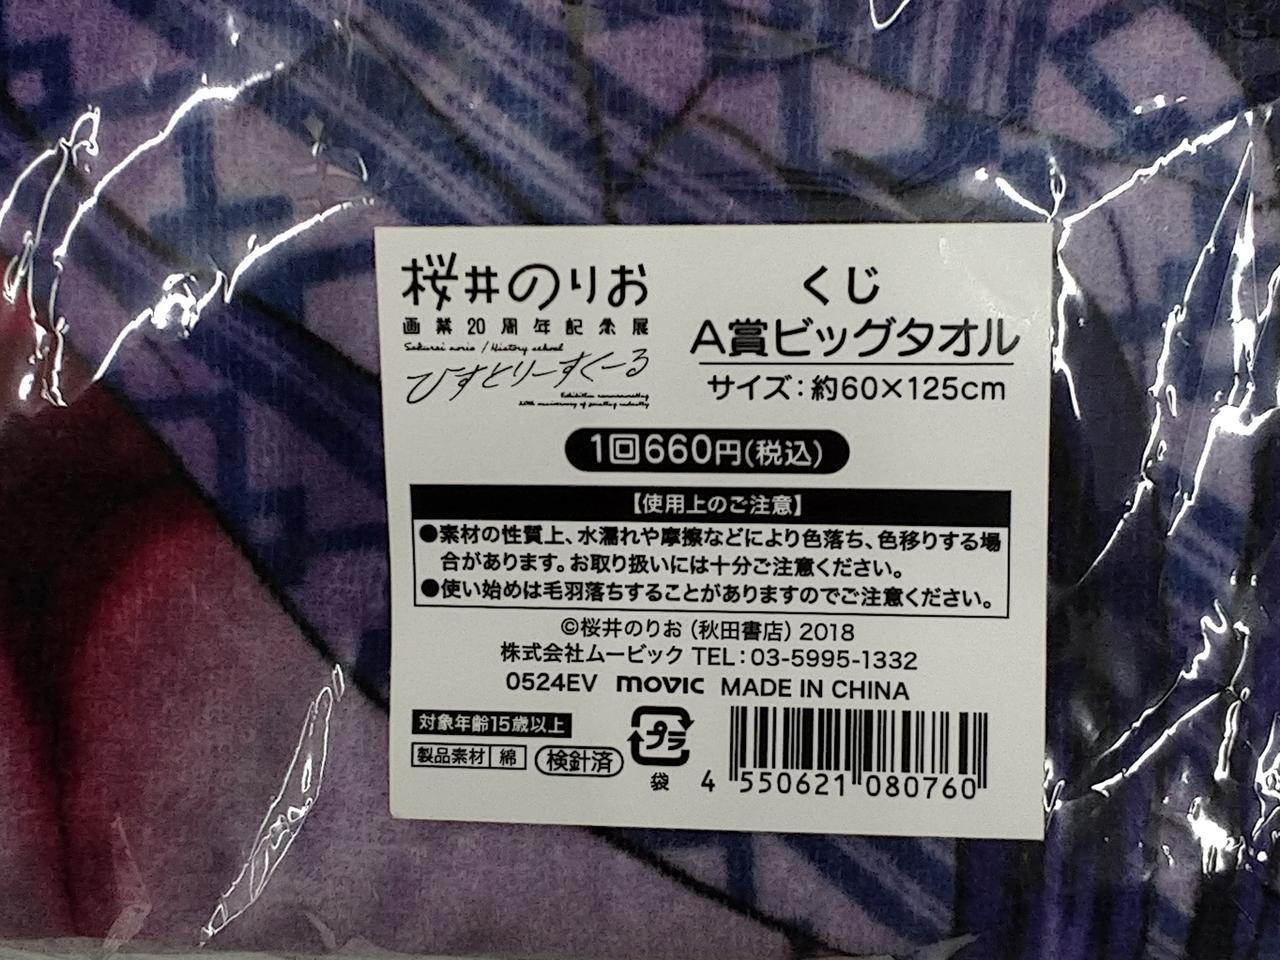 桜井のりお
画業20周年記念展
Sakurai norio / History school
ひすとりーすくーる
Exhibition commemorating
20th anniversary of
くじ
A賞ビッグタオル
サイズ：約60×125cm
1回660円(税込)
【使用上のご注意】
●素材の性質上、水濡れや摩擦などにより色落ち、色移りする場
合があります。お取り扱いには十分ご注意ください。
●使い始めは毛羽落ちすることがありますのでご注意ください。
©桜井のりお（秋田書店）2018
株式会社ムービック TEL：03-5995-1332
0524EV movic MADE IN CHINA
対象年齢15歳以上
製品素材 綿 検針済
プラ
袋
4 550621 080760